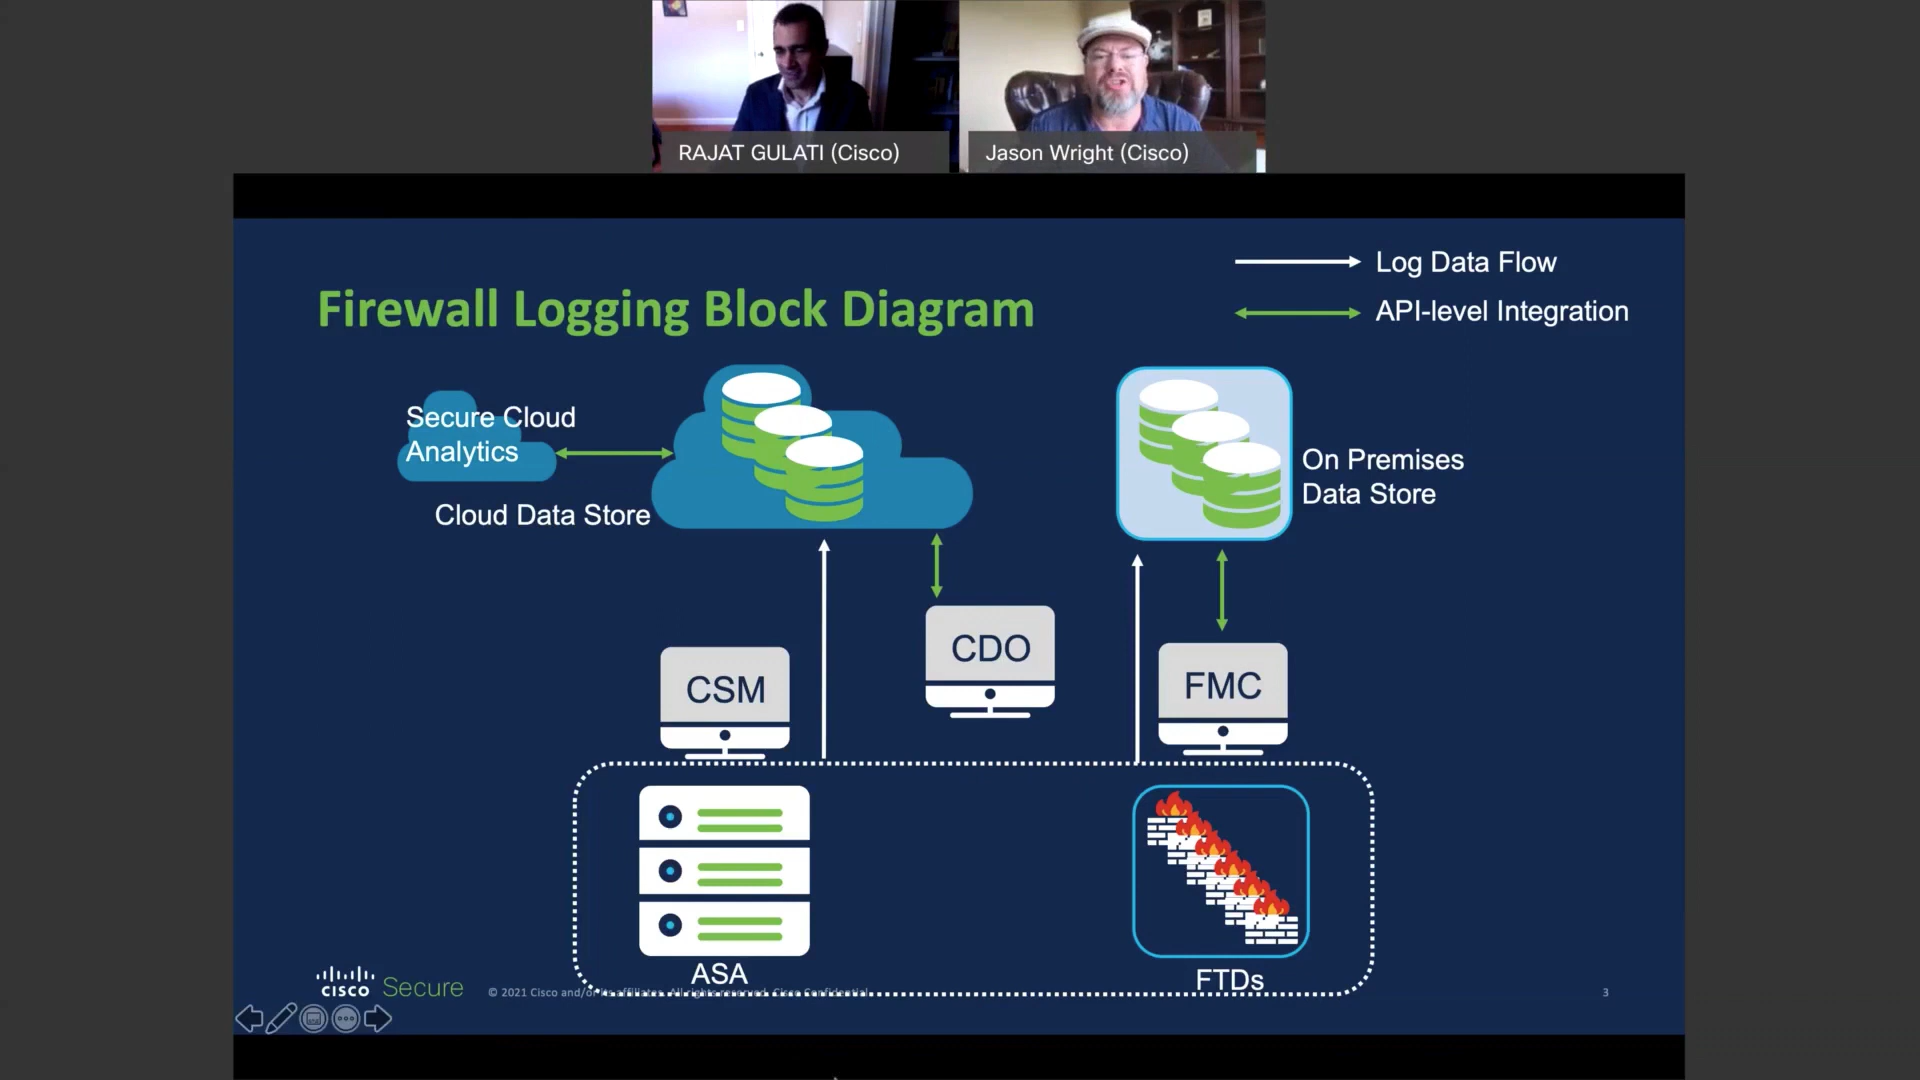 RAJAT GULATI (Cisco)
Jason Wright (Cisco)
Log Data Flow
API-level Integration
Firewall Logging Block Diagram
Secure Cloud
Analytics
Cloud Data Store
On Premises
Data Store
CSM
CDO
FMC
ASA
FTDs
CISCO Secure
© 2021 Cisco and/or its affiliates. All rights reserved. Cisco Confidential
3